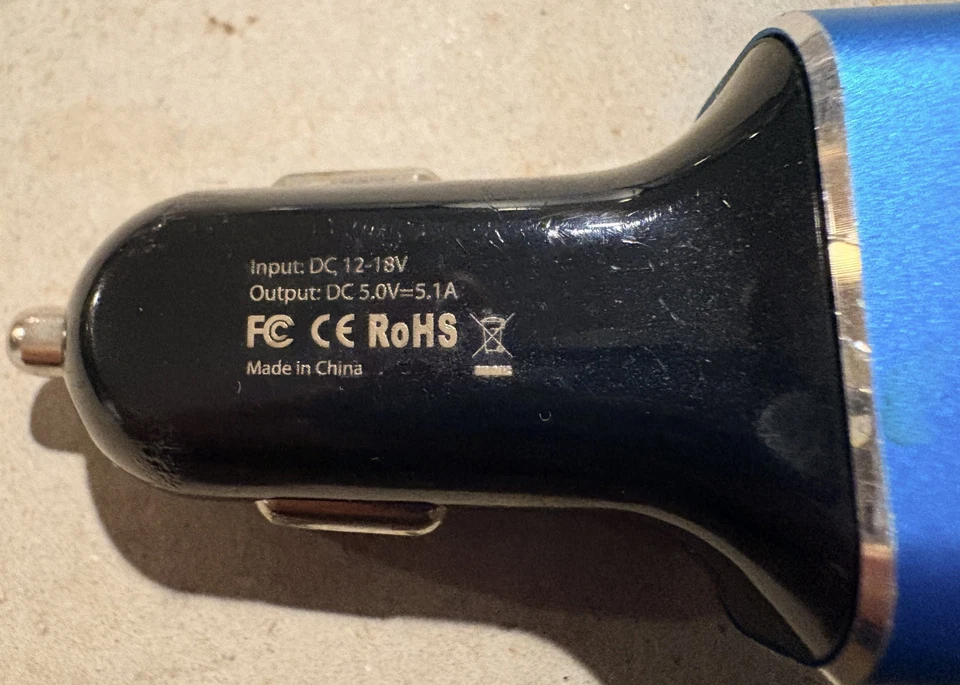 Input: DC 12-18V
Output: DC 5.0V=5.1A
FC CE RoHS
Made in China